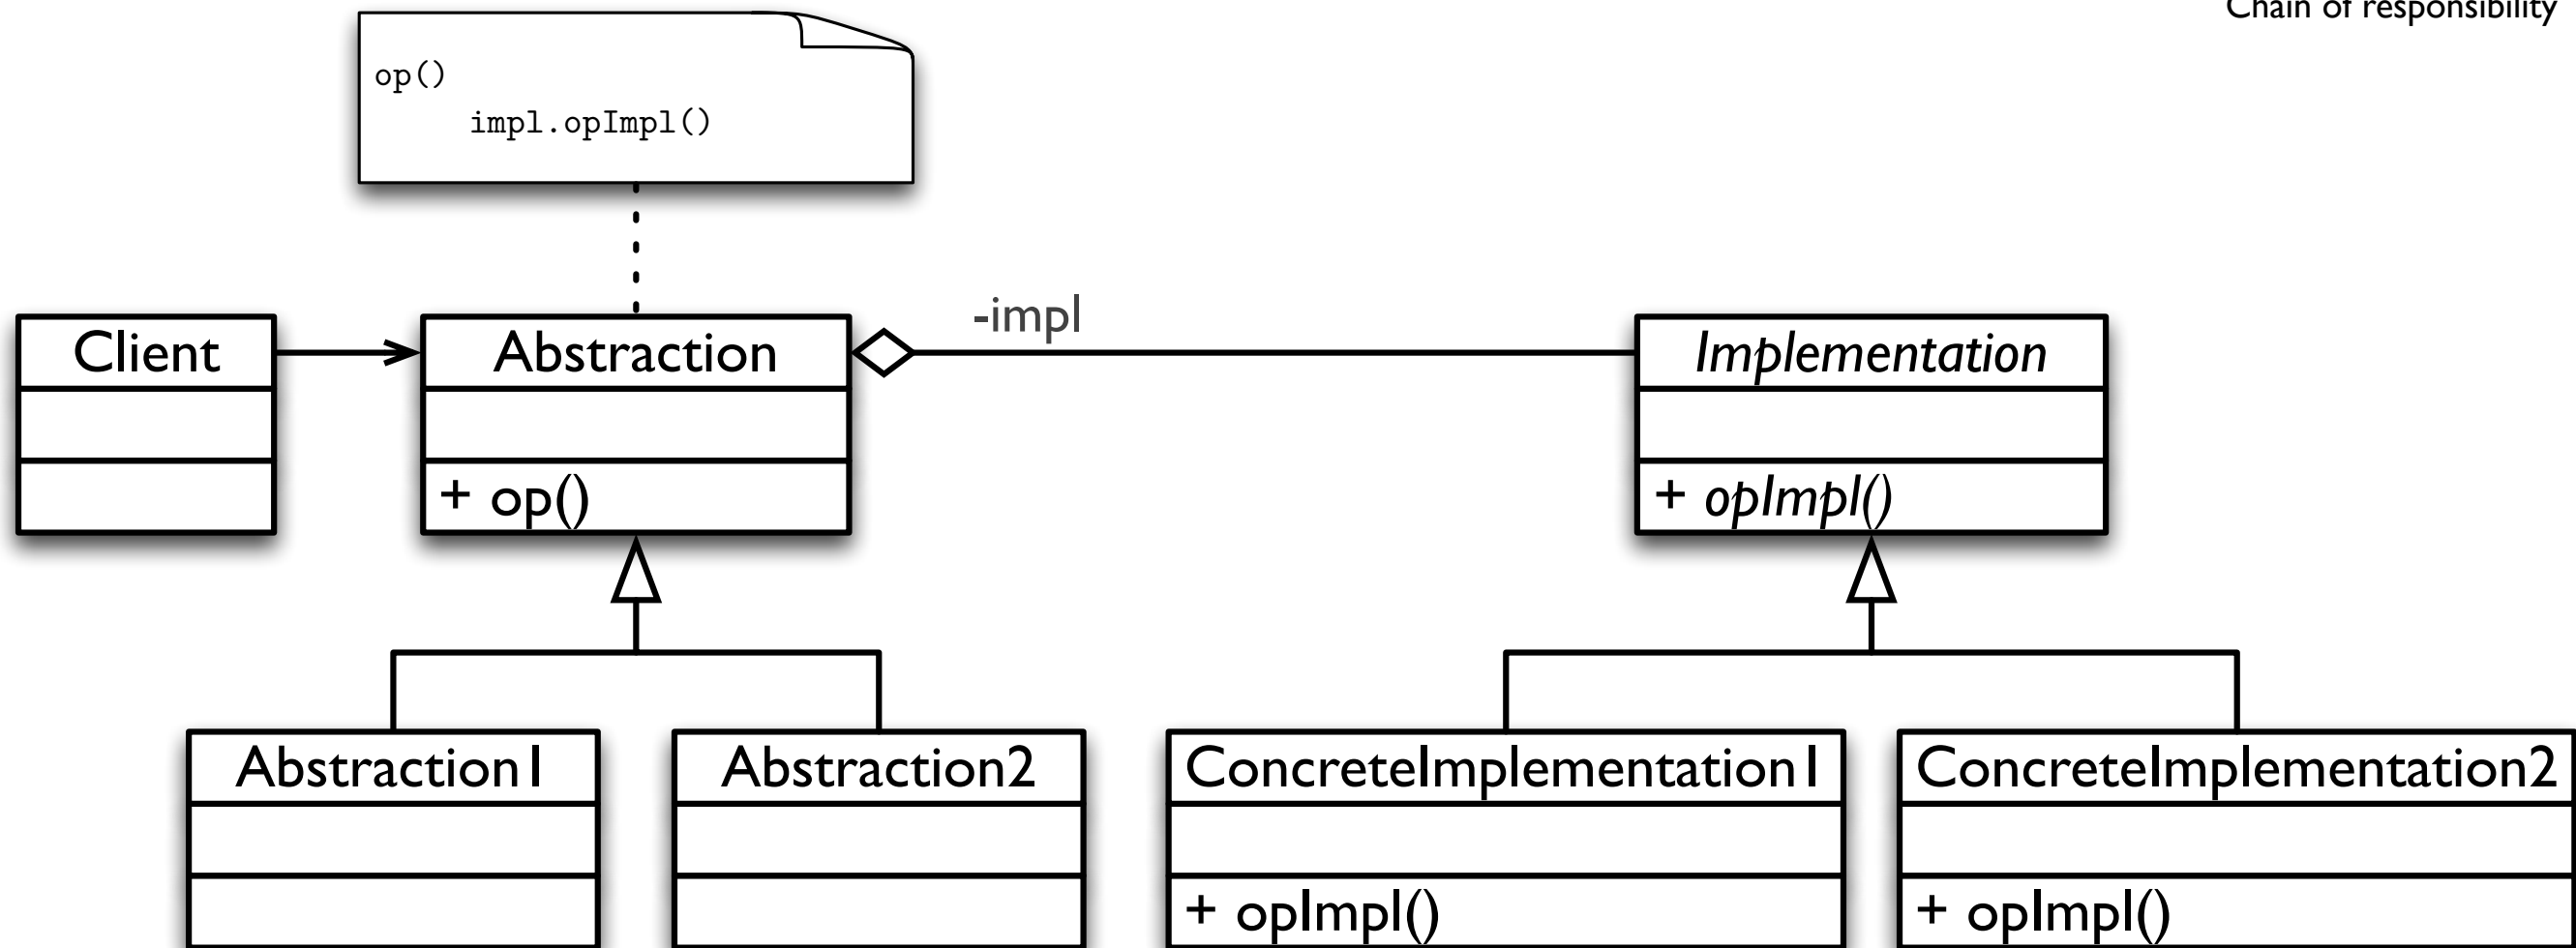 Chain of responsibility
op()
impl.opImpl()
-impl
Client
Abstraction
Implementation
+ op()
+ opImpl()
Abstraction1
Abstraction2
ConcreteImplementation1
ConcreteImplementation2
+ opImpl()
+ opImpl()